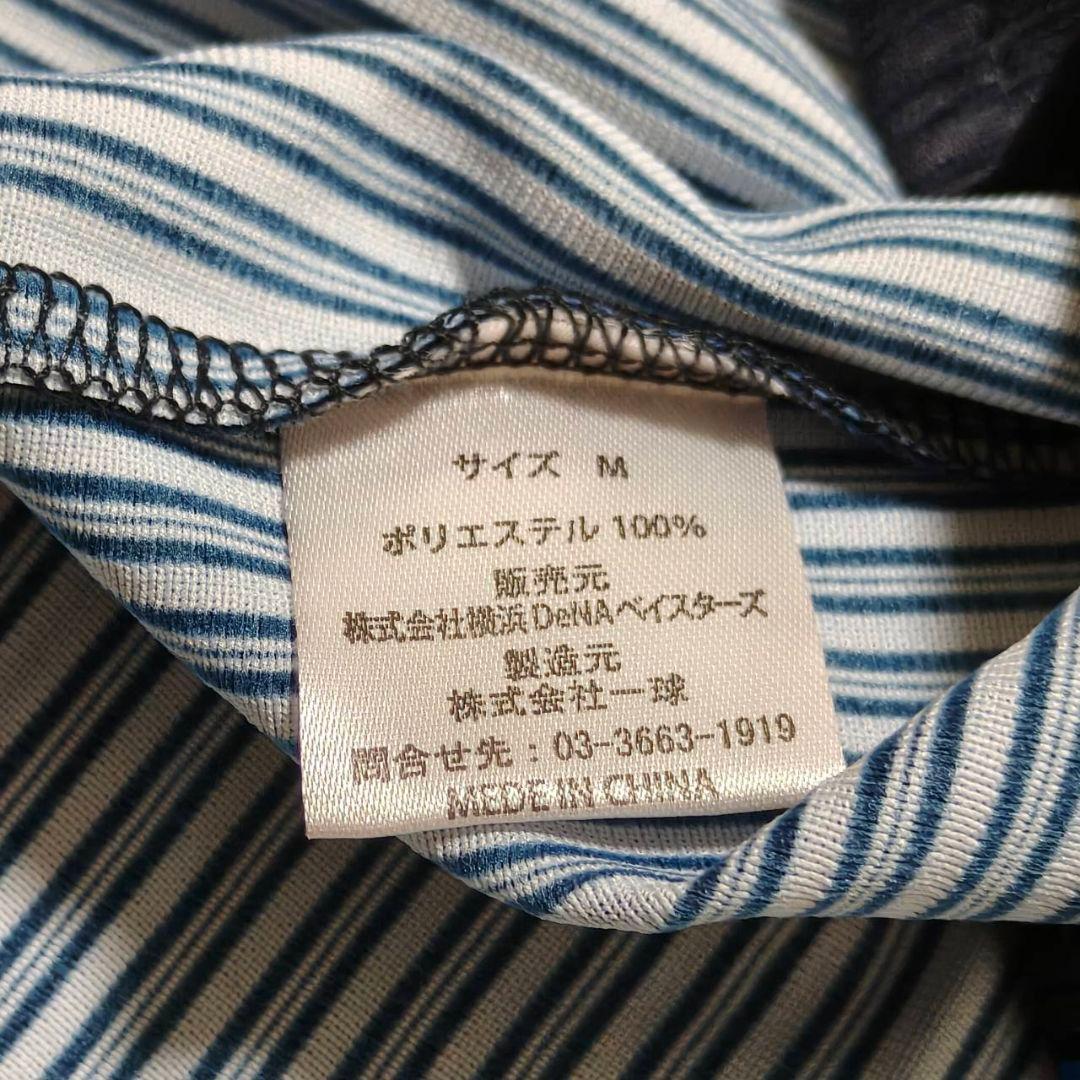 サイズ M
ポリエステル 100%
販売元
株式会社横浜DeNAベイスターズ
製造元
株式会社一球
問合せ先：03-3663-1919
MEDE IN CHINA